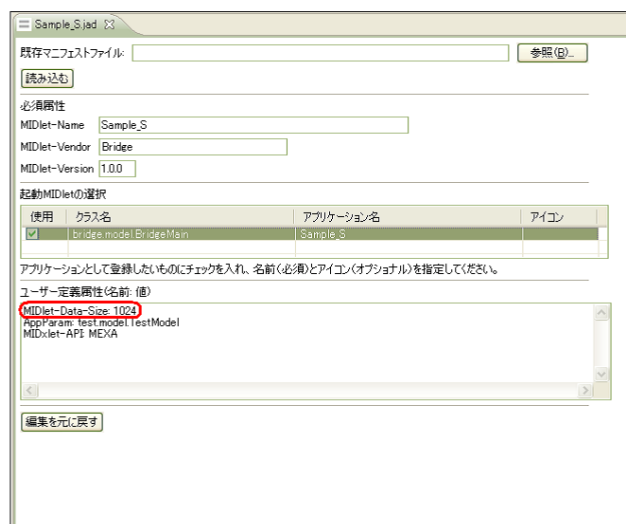 Sample_S.jad
既存マニフェストファイル:
参照(B)...
読み込む
必須属性
MIDlet-Name Sample_S
MIDlet-Vendor Bridge
MIDlet-Version 1.0.0
起動MIDletの選択
使用 クラス名 アプリケーション名 アイコン
bridge.model.BridgeMain Sample_S
アプリケーションとして登録したいものにチェックを入れ、名前(必須)とアイコン(オプショナル)を指定してください。
ユーザー定義属性(名前: 値)
MIDlet-Data-Size: 1024
AppParam: test.model.TestModel
MIDxlet-API: MEXA
編集を元に戻す